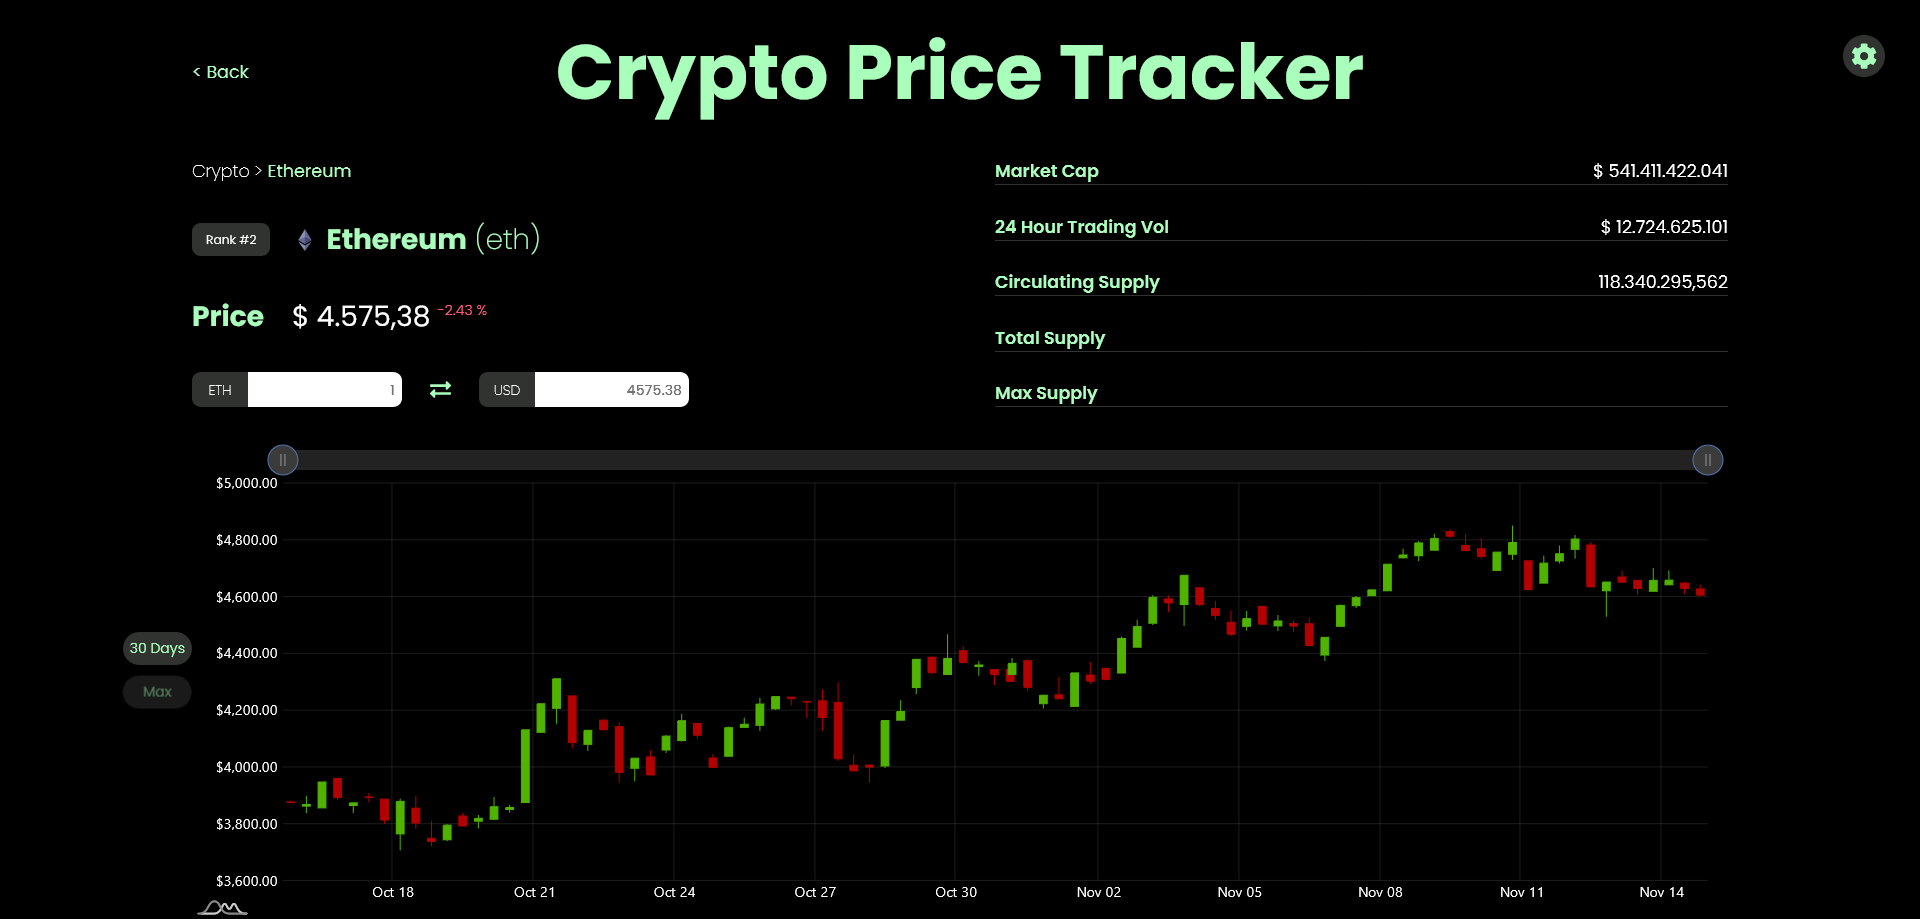 < Back
Crypto Price Tracker
Crypto > Ethereum
Rank #2
Ethereum (eth)
Price $ 4.575,38 -2.43 %
ETH 1
USD 4575.38
Market Cap $ 541.411.422.041
24 Hour Trading Vol $ 12.724.625.101
Circulating Supply 118.340.295,562
Total Supply
Max Supply
30 Days
Max
$5,000.00
$4,800.00
$4,600.00
$4,400.00
$4,200.00
$4,000.00
$3,800.00
$3,600.00
Oct 18 Oct 21 Oct 24 Oct 27 Oct 30 Nov 02 Nov 05 Nov 08 Nov 11 Nov 14